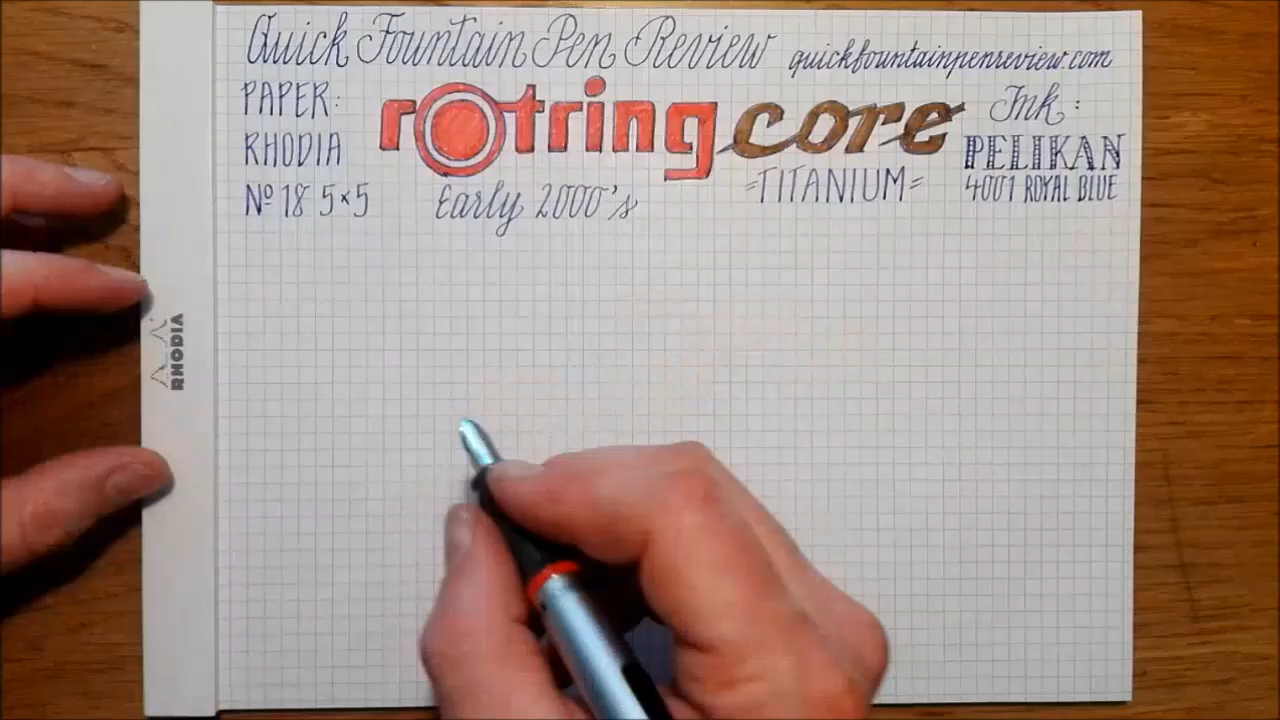 Quick Fountain Pen Review quickfountainpenreview.com
PAPER:
RHODIA
Nº 18 5×5
rotring core
Early 2000's
=TITANIUM=
Ink:
PELIKAN
4001 ROYAL BLUE
RHODIA